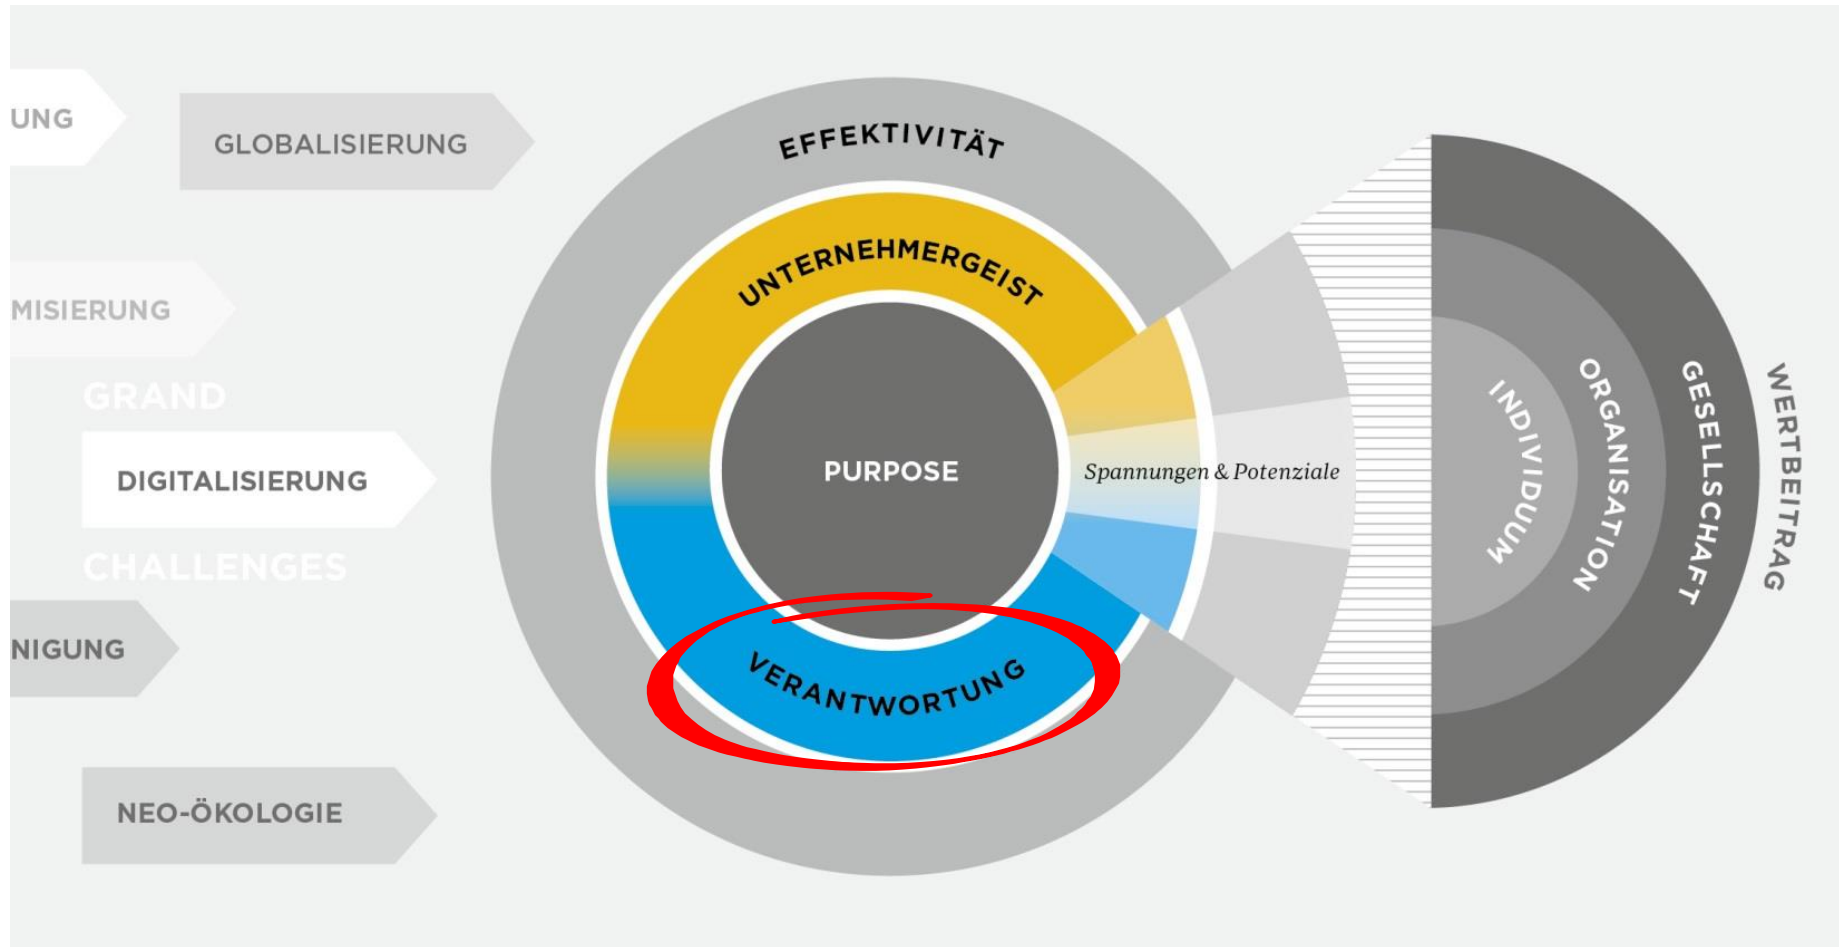 UNG
GLOBALISIERUNG
MISIERUNG
GRAND
DIGITALISIERUNG
CHALLENGES
NIGUNG
NEO-ÖKOLOGIE
EFFEKTIVITÄT
UNTERNEHMERGEIST
PURPOSE
VERANTWORTUNG
Spannungen & Potenziale
INDIVIDUUM
ORGANISATION
GESELLSCHAFT
WERTBEITRAG